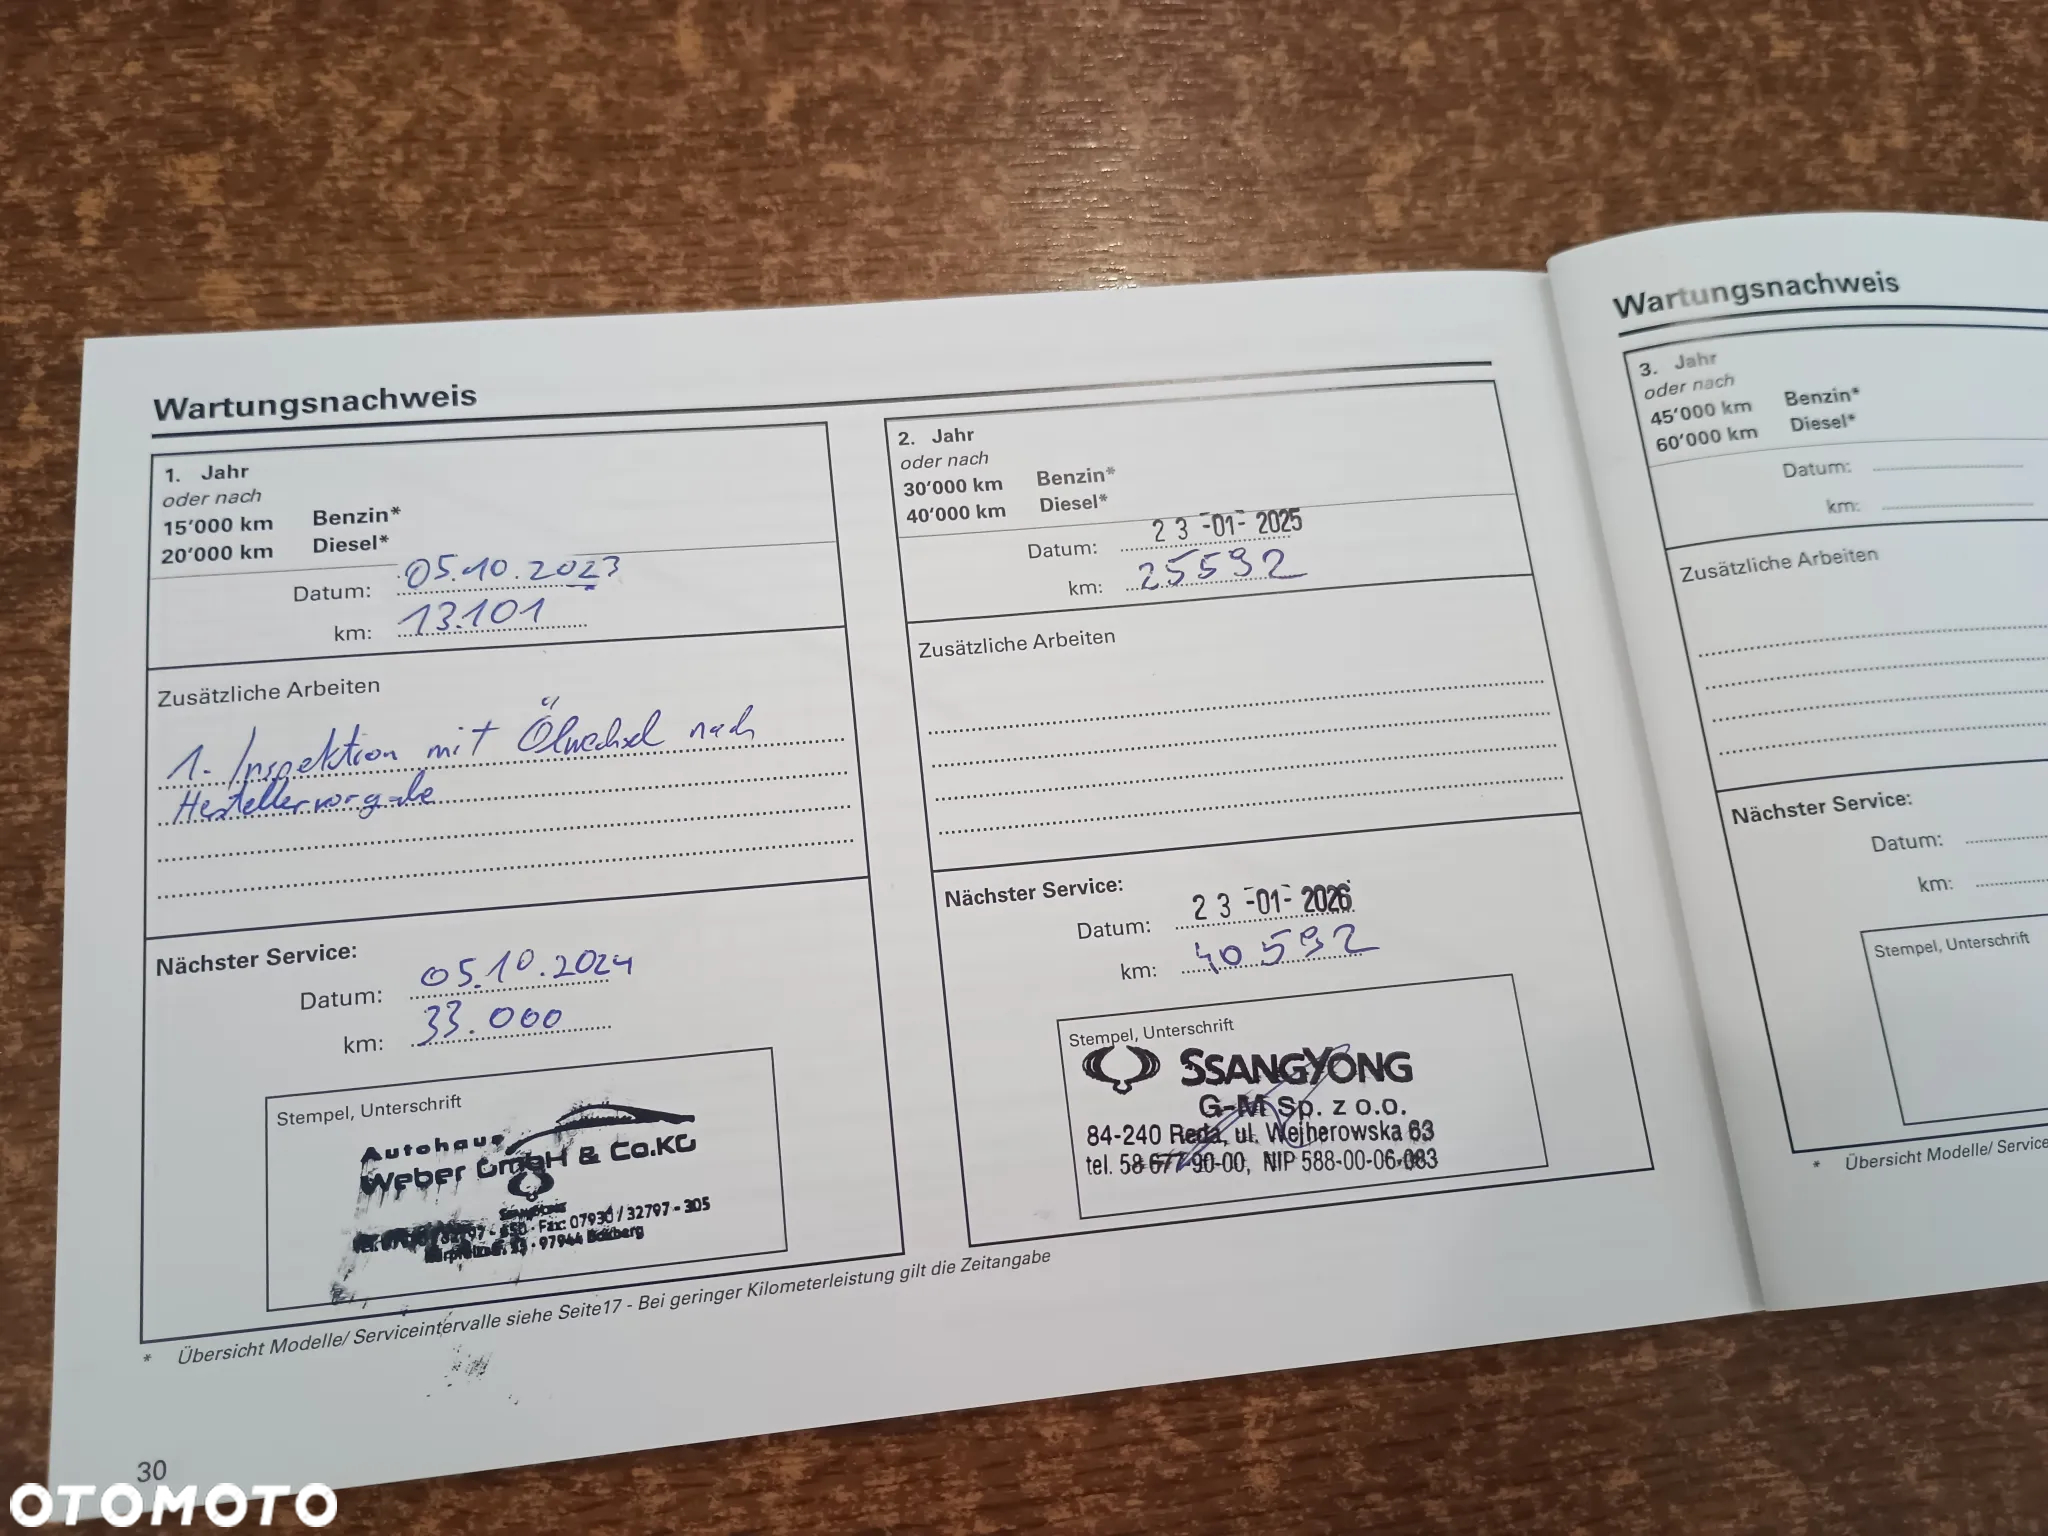 Wartungsnachweis
1. Jahr
oder nach
15'000 km Benzin*
20'000 km Diesel*
Datum: 05.10.2023
km: 13.101
Zusätzliche Arbeiten
1. Inspektion mit Ölwechsel nach
Herstellervorgabe
Nächster Service:
Datum: 05.10.2024
km: 33.000
Stempel, Unterschrift
Autohaus
Weber GmbH & Co.KG
SSANGYONG
Fax: 07930 / 32797 - 305
97944 Boxberg
2. Jahr
oder nach
30'000 km Benzin*
40'000 km Diesel*
Datum: 23-01-2025
km: 25592
Zusätzliche Arbeiten
Nächster Service:
Datum: 23-01-2026
km: 40592
Stempel, Unterschrift
SSANGYONG
G-M Sp. z o.o.
84-240 Reda, ul. Wejherowska 63
tel. 58 677-90-00, NIP 588-00-06-083
* Übersicht Modelle/ Serviceintervalle siehe Seite17 - Bei geringer Kilometerleistung gilt die Zeitangabe
30
Wartungsnachweis
3. Jahr
oder nach
45'000 km Benzin*
60'000 km Diesel*
Datum:
km:
Zusätzliche Arbeiten
Nächster Service:
Datum:
km:
Stempel, Unterschrift
* Übersicht Modelle/ Service
OTOMOTO